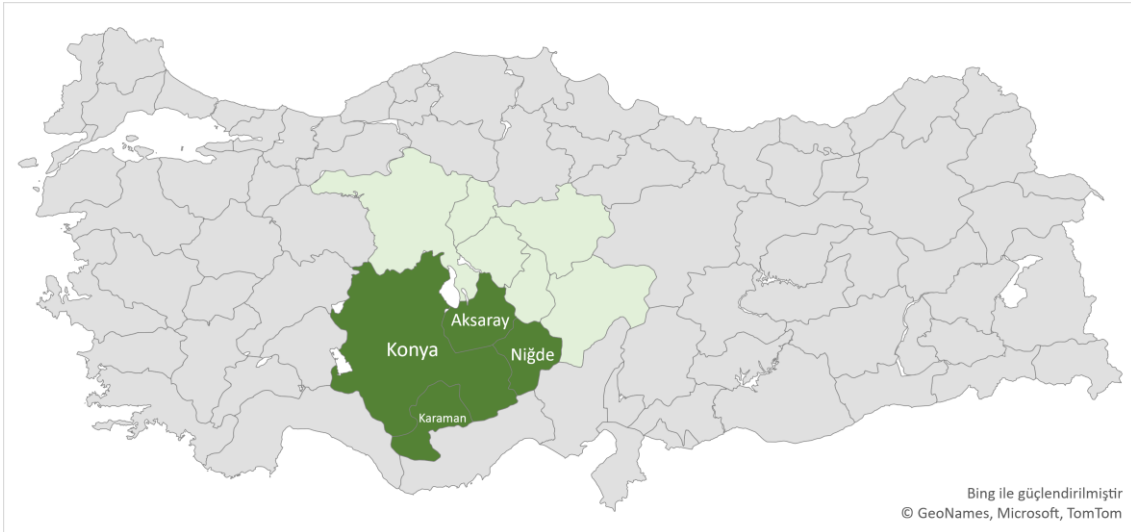 Aksaray
Konya
Niğde
Karaman
Bing ile güçlendirilmiştir
© GeoNames, Microsoft, TomTom